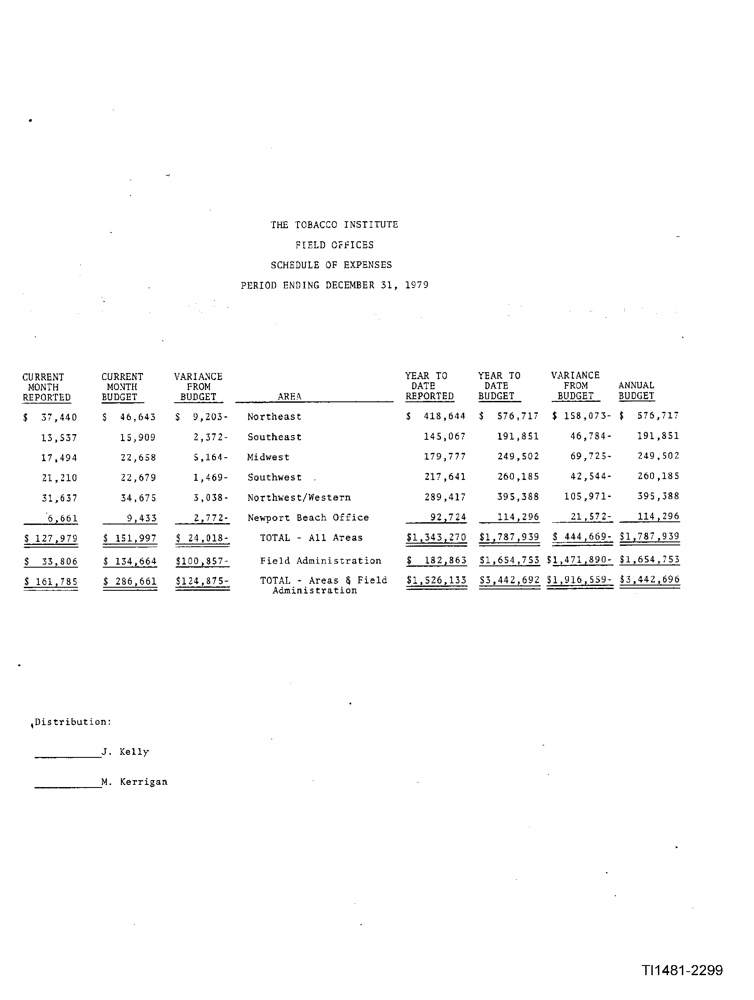 THE TOBACCO INSTITUTE
FIELD OFFICES
SCHEDULE OF EXPENSES
PERIOD ENDING DECEMBER 31, 1979
CURRENT CURRENT VARIANCE YEAR TO YEAR TO VARIANCE
MONTH MONTH FROM DATE DATE FROM ANNUAL
REPORTED BUDGET BUDGET AREA REPORTED BUDGET BUDGET BUDGET
$ 37,440 $ 46,643 $ 9,203- Northeast $ 418,644 $ 576,717 $ 158,073- $ 576,717
13,537 15,909 2,372- Southeast 145,067 191,851 46,784- 191,851
17,494 22,658 5,164- Midwest 179,777 249,502 69,725- 249,502
21,210 22,679 1,469- Southwest 217,641 260,185 42,544- 260,185
31,637 34,675 3,038- Northwest/Western 289,417 395,388 105,971- 395,388
6,661 9,433 2,772- Newport Beach Office 92,724 114,296 21,572- 114,296
$ 127,979 $ 151,997 $ 24,018- TOTAL - All Areas $1,343,270 $1,787,939 $ 444,669- $1,787,939
$ 33,806 $ 134,664 $100,857- Field Administration $ 182,863 $1,654,753 $1,471,890- $1,654,753
$ 161,785 $ 286,661 $124,875- TOTAL - Areas & Field $1,526,133 $3,442,692 $1,916,559- $3,442,696
Administration
Distribution:
J. Kelly
M. Kerrigan
TI1481-2299